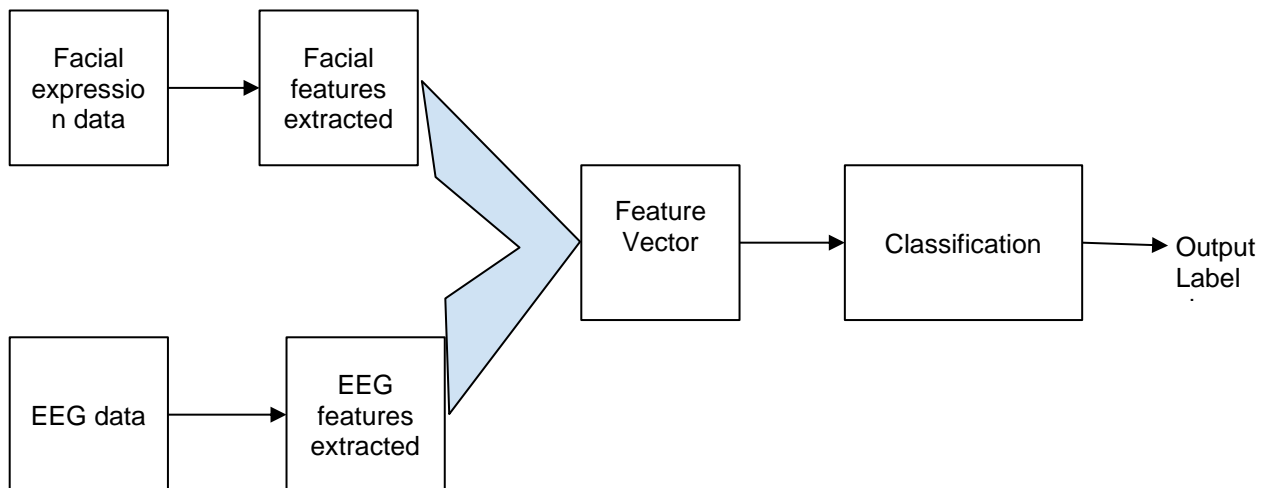 Facial
expressio
n data
Facial
features
extracted
EEG data
EEG
features
extracted
Feature
Vector
Classification
Output
Label